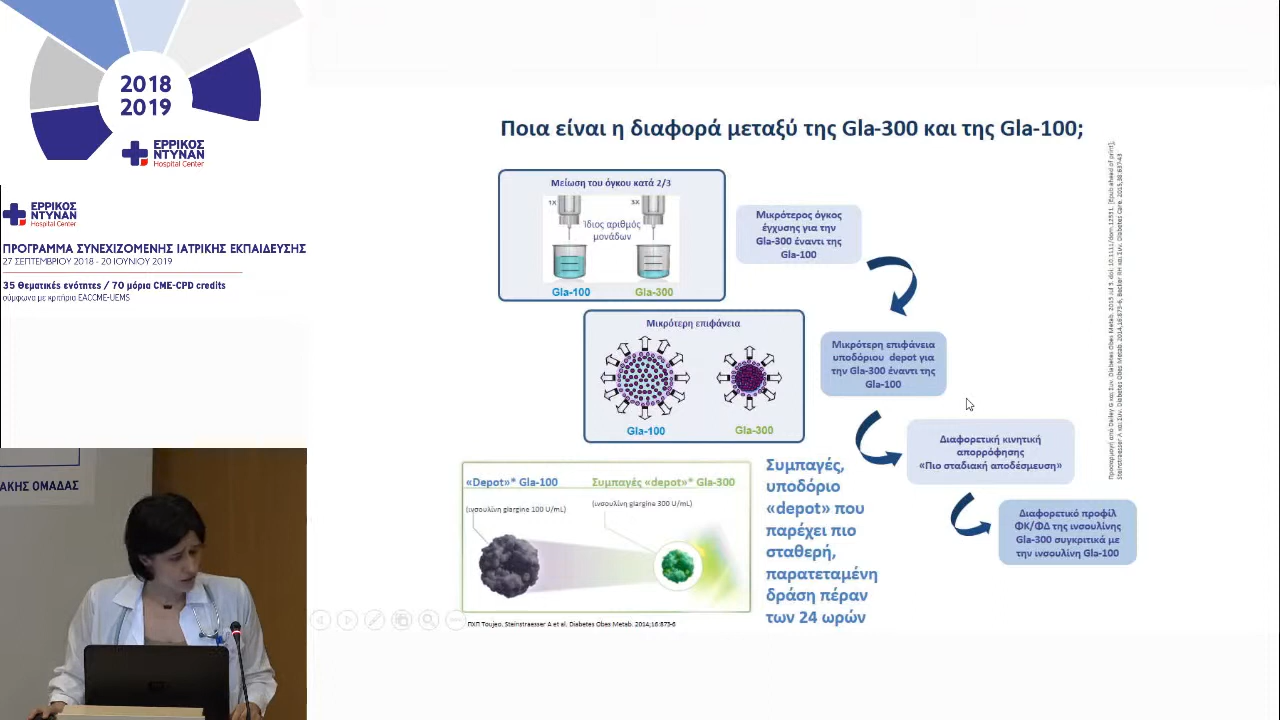 2018
2019
ΕΡΡΙΚΟΣ
ΝΤΥΝΑΝ
Hospital Center
ΕΡΡΙΚΟΣ
ΝΤΥΝΑΝ
Hospital Center
ΠΡΟΓΡΑΜΜΑ ΣΥΝΕΧΙΖΟΜΕΝΗΣ ΙΑΤΡΙΚΗΣ ΕΚΠΑΙΔΕΥΣΗΣ
27 ΣΕΠΤΕΜΒΡΙΟΥ 2018 - 20 ΙΟΥΝΙΟΥ 2019
35 θεματικές ενότητες / 70 μόρια CME-CPD credits
σύμφωνα με κριτήρια EACCME-UEMS
ΑΚΗΣ ΟΜΑΔΑΣ
Ποια είναι η διαφορά μεταξύ της Gla-300 και της Gla-100;
Μείωση του όγκου κατά 2/3
1X
3X
Ίδιος αριθμός
μονάδων
Gla-100
Gla-300
Μικρότερος όγκος
έγχυσης για την
Gla-300 έναντι της
Gla-100
Μικρότερη επιφάνεια
Gla-100
Gla-300
Μικρότερη επιφάνεια
υποδόριου depot για
την Gla-300 έναντι της
Gla-100
Διαφορετική κινητική
απορρόφησης
«Πιο σταδιακή αποδέσμευση»
Διαφορετικό προφίλ
ΦΚ/ΦΔ της ινσουλίνης
Gla-300 συγκριτικά με
την ινσουλίνη Gla-100
«Depot»* Gla-100
(ινσουλίνη glargine 100 U/mL)
Συμπαγές «depot»* Gla-300
(ινσουλίνη glargine 300 U/mL)
Συμπαγές,
υποδόριο
«depot» που
παρέχει πιο
σταθερή,
παρατεταμένη
δράση πέραν
των 24 ωρών
ΠΧΠ Toujeo. Steinstraesser A et al. Diabetes Obes Metab. 2014;16:873-6